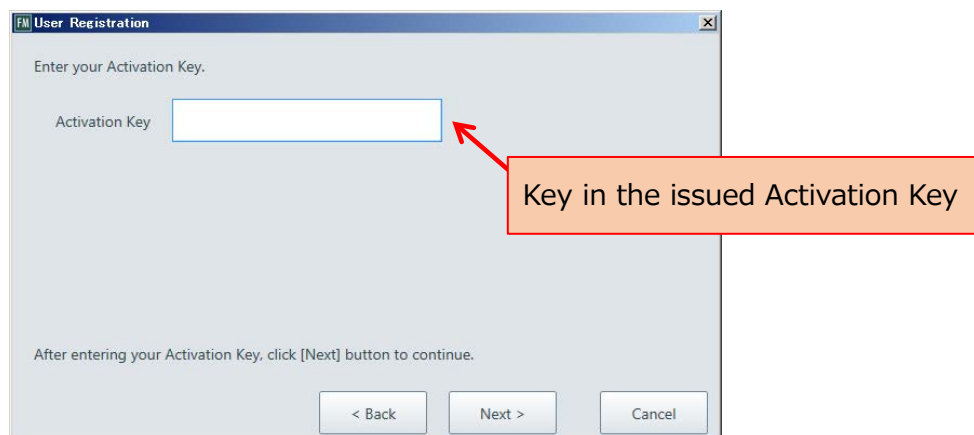 FM User Registration
Enter your Activation Key.
Activation Key
Key in the issued Activation Key
After entering your Activation Key, click [Next] button to continue.
< Back Next > Cancel